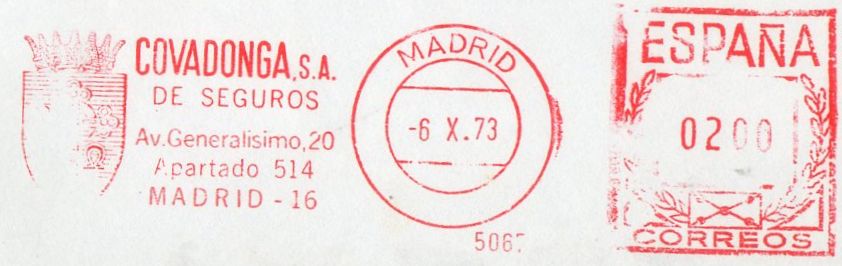 COVADONGA, S.A.
DE SEGUROS
Av. Generalisimo, 20
Apartado 514
MADRID - 16
MADRID
-6 X. 73
ESPAÑA
0200
CORREOS